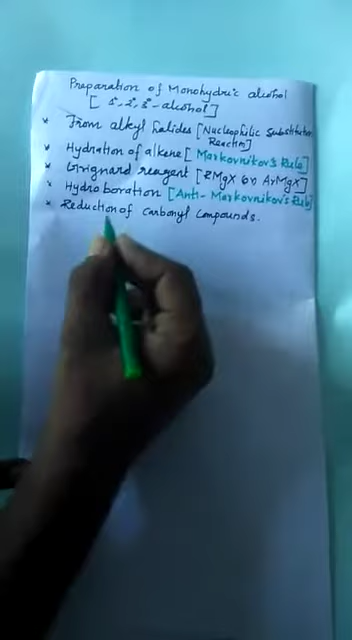 Preparation of Monohydric alcohol
[1°, 2°, 3° - alcohol]
* From alkyl halides [Nucleophilic Substitution
Reaction]
* Hydration of alkene [Markovnikov's Rule]
* Grignard reagent [RMgX (or) ArMgX]
* Hydroboration [Anti-Markovnikov's Rule]
* Reduction of Carbonyl Compounds.